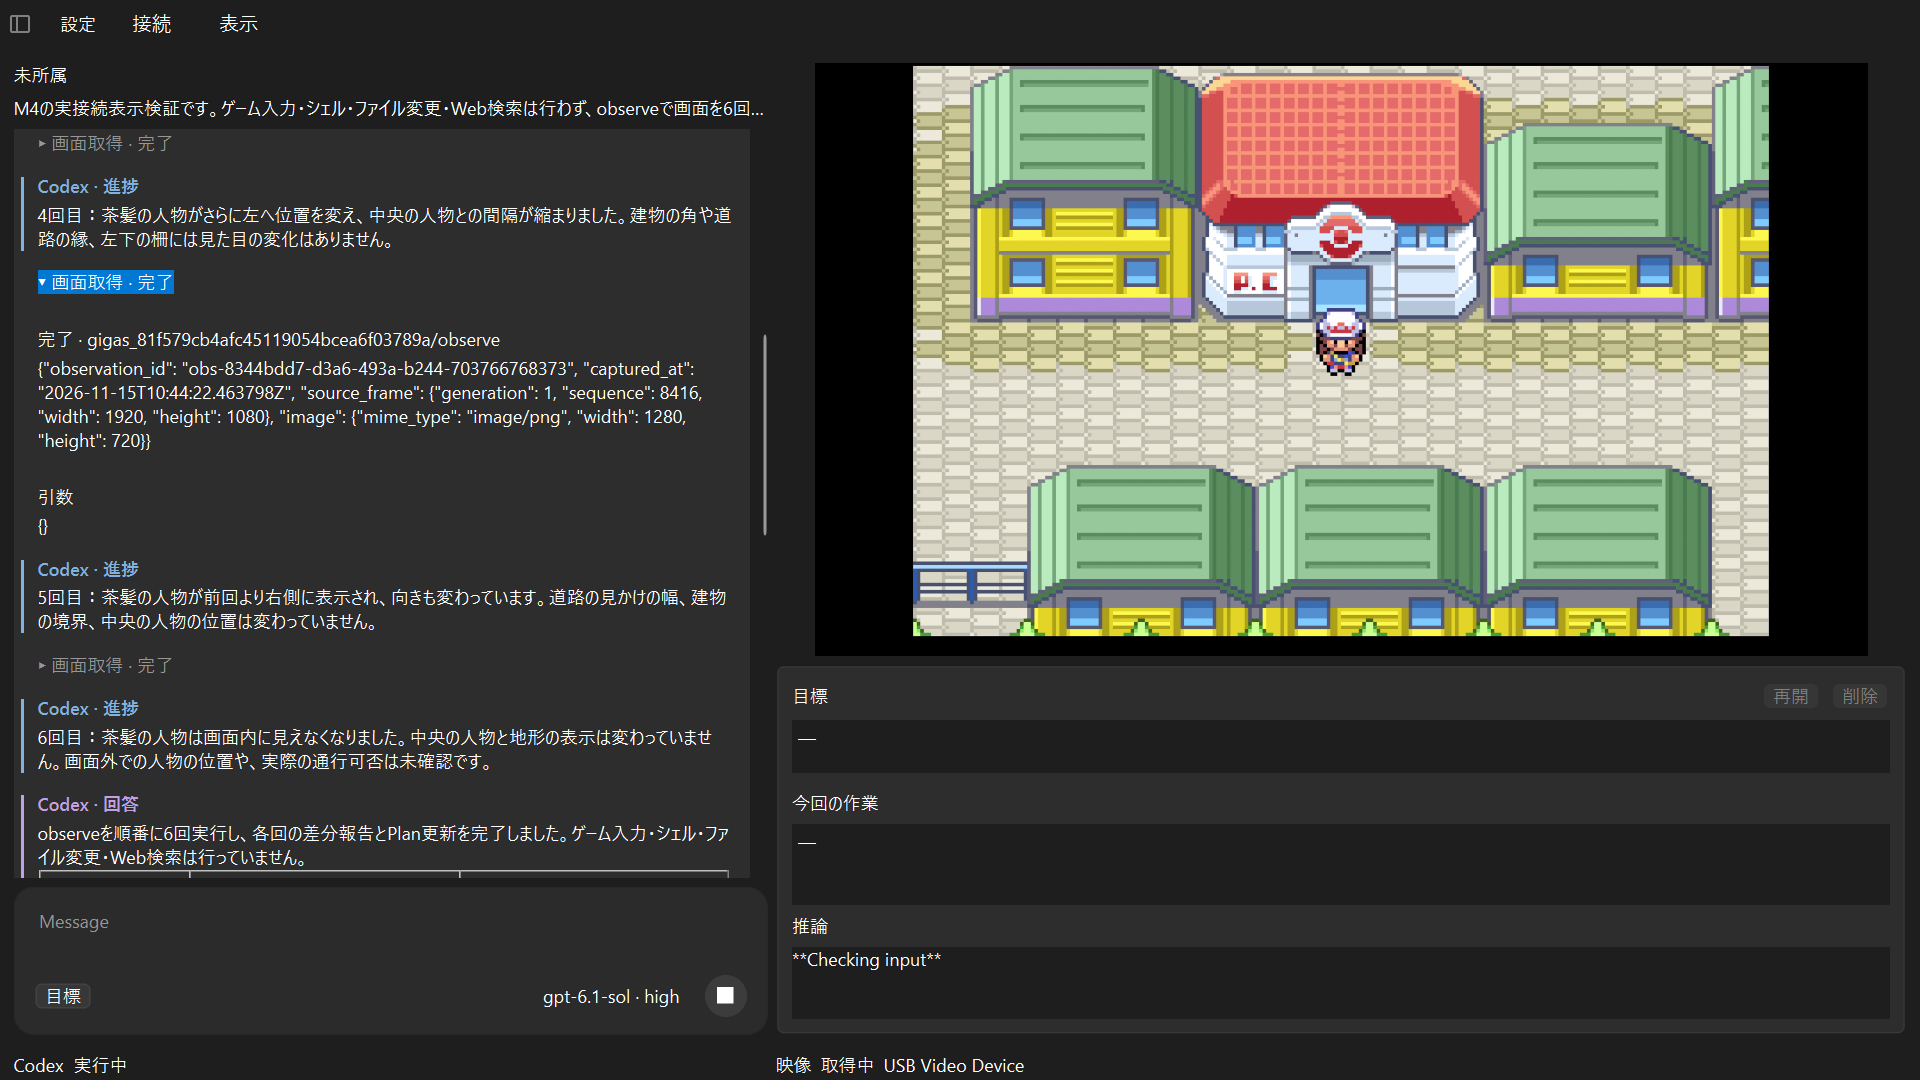 設定 接続 表示
未所属
M4の実接続表示検証です。ゲーム入力・シェル・ファイル変更・Web検索は行わず、observeで画面を6回...
▸ 画面取得 · 完了
Codex · 進捗
4回目：茶髪の人物がさらに左へ位置を変え、中央の人物との間隔が縮まりました。建物の角や道
路の縁、左下の柵には見た目の変化はありません。
▾ 画面取得 · 完了
完了 · gigas_81f579cb4afc45119054bcea6f03789a/observe
{"observation_id": "obs-8344bdd7-d3a6-493a-b244-703766768373", "captured_at":
"2026-11-15T10:44:22.463798Z", "source_frame": {"generation": 1, "sequence": 8416,
"width": 1920, "height": 1080}, "image": {"mime_type": "image/png", "width": 1280,
"height": 720}}
引数
{}
Codex · 進捗
5回目：茶髪の人物が前回より右側に表示され、向きも変わっています。道路の見かけの幅、建物
の境界、中央の人物の位置は変わっていません。
▸ 画面取得 · 完了
Codex · 進捗
6回目：茶髪の人物は画面内に見えなくなりました。中央の人物と地形の表示は変わっていませ
ん。画面外での人物の位置や、実際の通行可否は未確認です。
Codex · 回答
observeを順番に6回実行し、各回の差分報告とPlan更新を完了しました。ゲーム入力・シェル・ファ
イル変更・Web検索は行っていません。
Message
目標 gpt-6.1-sol · high
Codex 実行中
P.C
目標 再開 削除
—
今回の作業
—
推論
**Checking input**
映像 取得中 USB Video Device